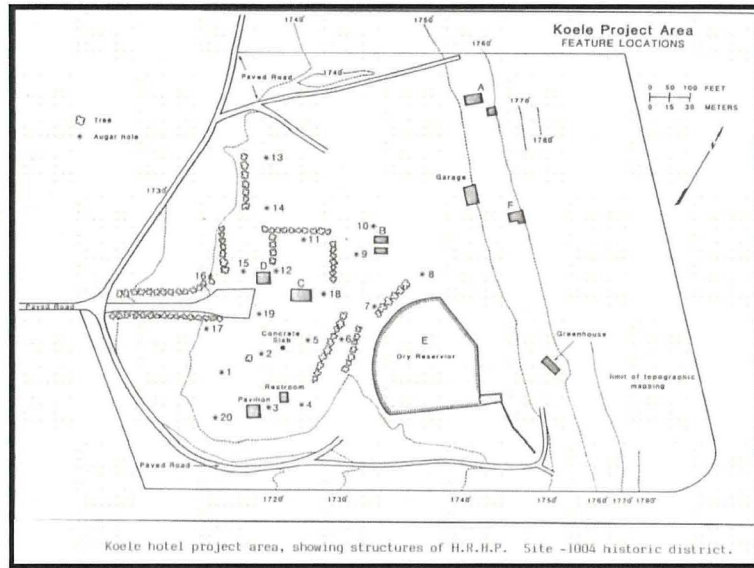 Koele Project Area
FEATURE LOCATIONS
1740'
1750'
1760'
Paved Road
1740'
0 50 100 FEET
0 15 30 METERS
Tree
Augar hole
A
1770'
1780'
13
Garage
1730'
14
F
10
B
11
9
15
D
12
8
16
C
18
7
Paved Road
19
17
E
Dry Reservior
Concrete
Slab
5
6
Greenhouse
2
1
limit of topographic
mapping
Restroom
Pavilion
3
4
20
Paved Road
1720'
1730'
1740'
1750'
1760'
1770'
1780'
Koele hotel project area, showing structures of H.R.H.P. Site -1004 historic district.